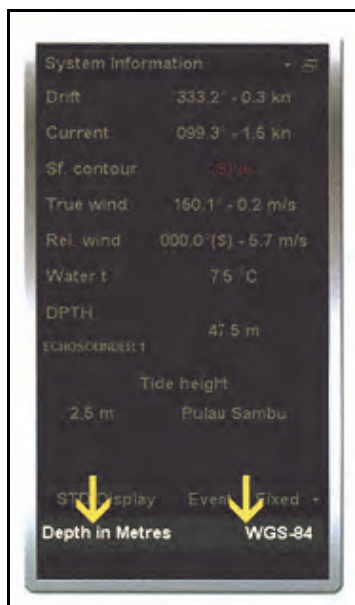 System Information
Drift 333.2° - 0.3 kn
Current 099.3° - 1.5 kn
Sf. contour
True wind 150.1° - 0.2 m/s
Rel. wind 000.0°(S) - 5.7 m/s
Water t° 7.5 °C
DPTH
47.5 m
ECHOSOUNDER 1
Tide height
2.5 m Pulau Sambu
STD Display Event Fixed
Depth in Metres WGS-84